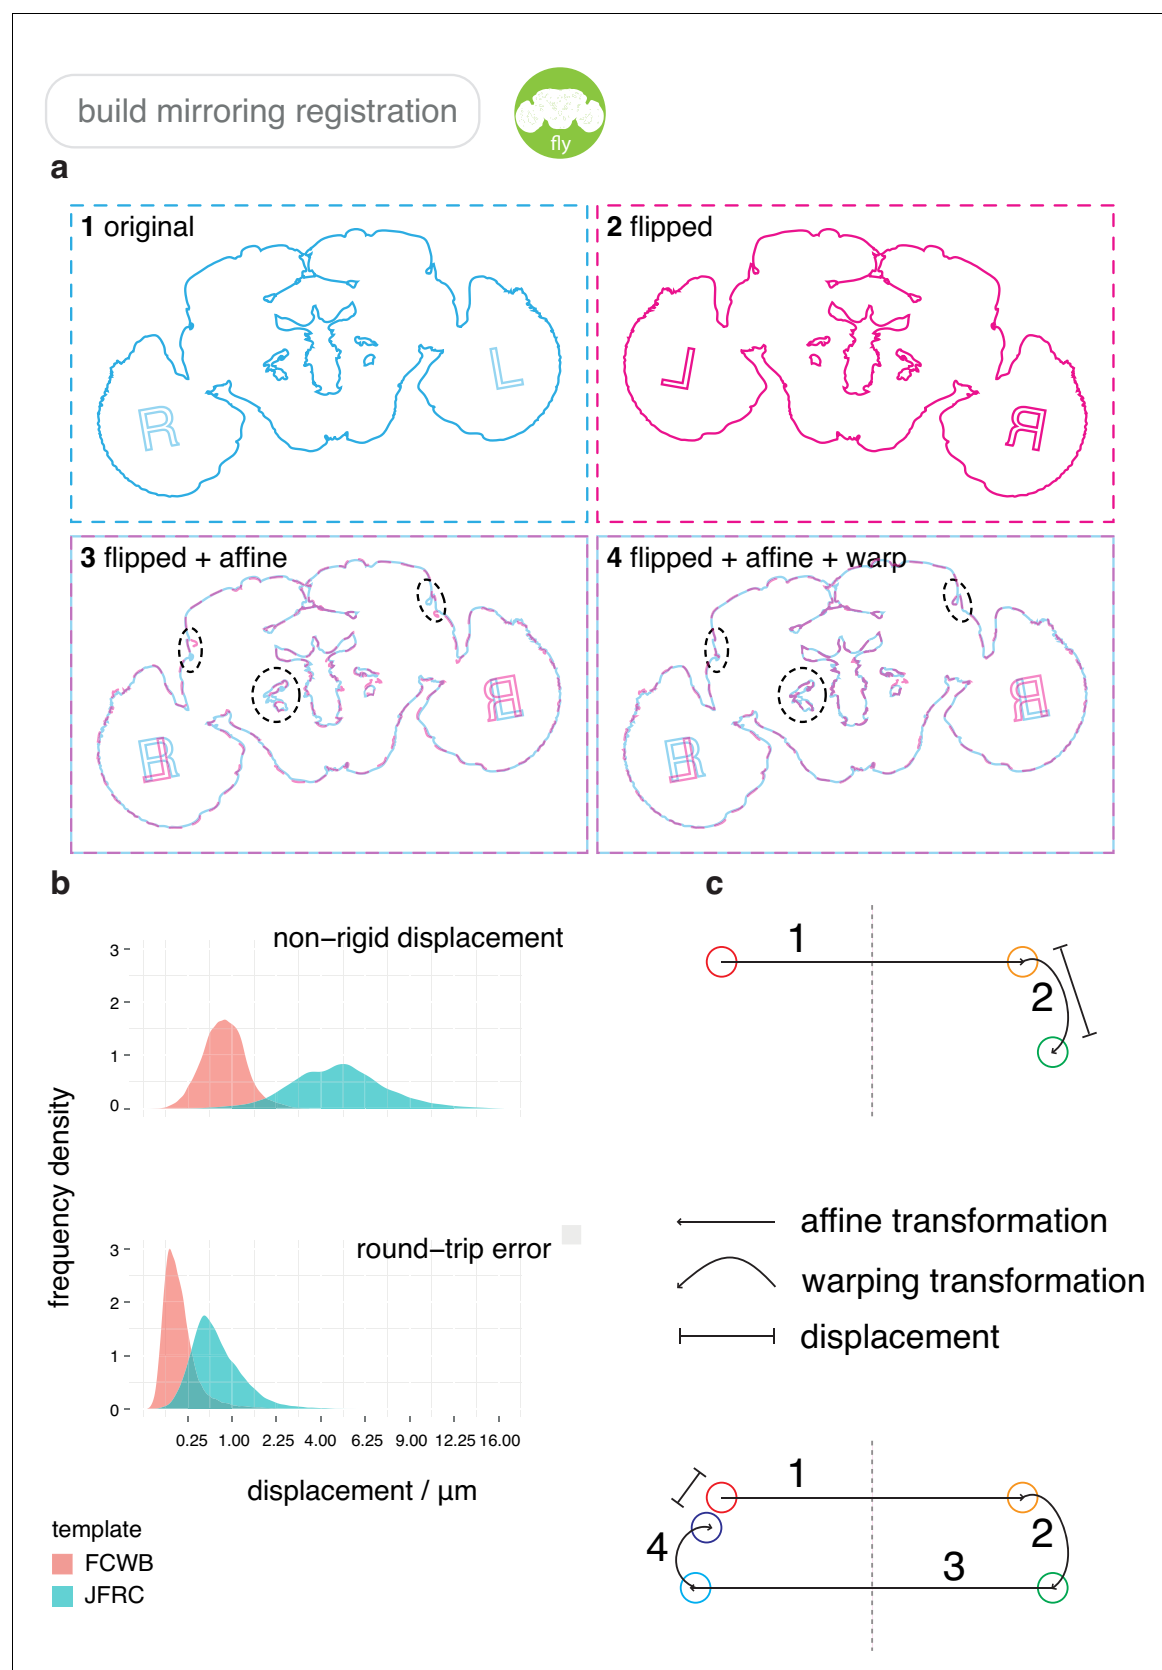 build mirroring registration
fly
a
1 original
2 flipped
R
L
L
R
3 flipped + affine
4 flipped + affine + warp
R
L
R
L
R
L
R
L
b
c
non−rigid displacement
3
2
1
0
1
2
frequency density
affine transformation
warping transformation
displacement
round−trip error
3
2
1
0
0.25 1.00 2.25 4.00 6.25 9.00 12.25 16.00
displacement / µm
template
FCWB
JFRC
1
2
3
4